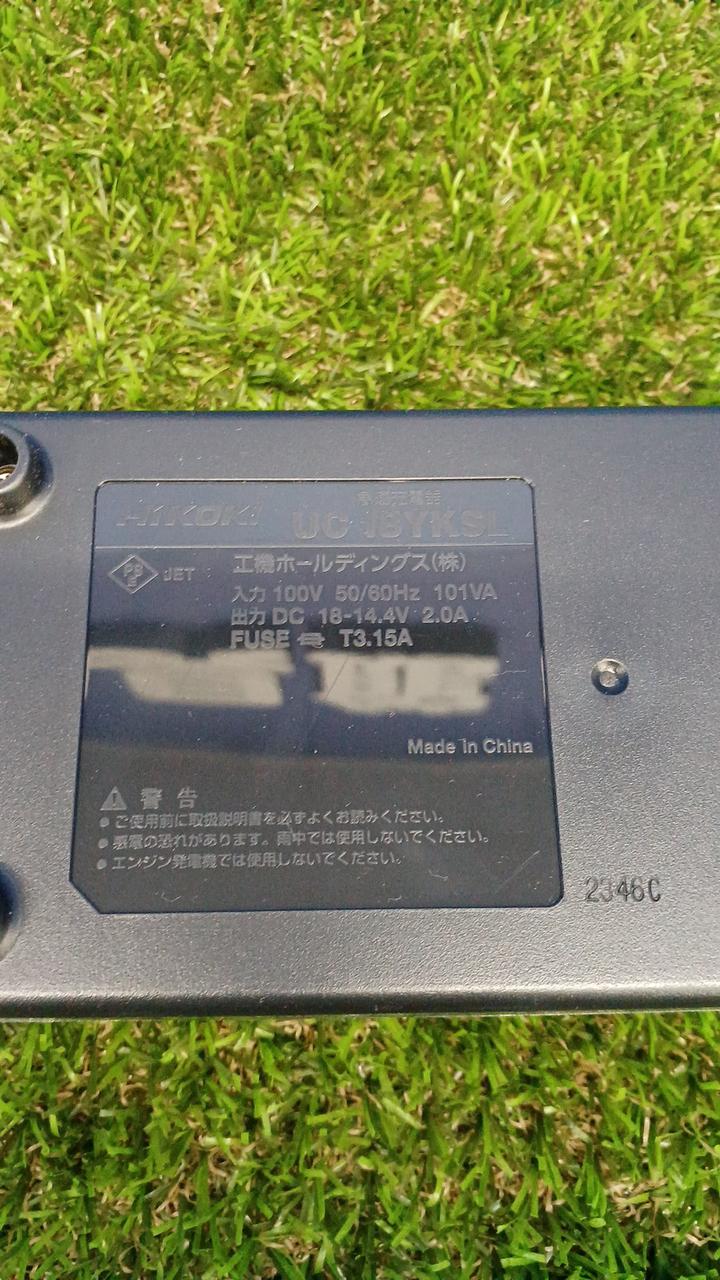 HiKOKI
急速充電器
UC 18YKSL
PS
E
JET
工機ホールディングス(株)
入力 100V 50/60Hz 101VA
出力 DC 18-14.4V 2.0A
FUSE T3.15A
Made in China
警告
● ご使用前に取扱説明書を必ずよくお読みください。
● 感電の恐れがあります。雨中では使用しないでください。
● エンジン発電機では使用しないでください。
2346C